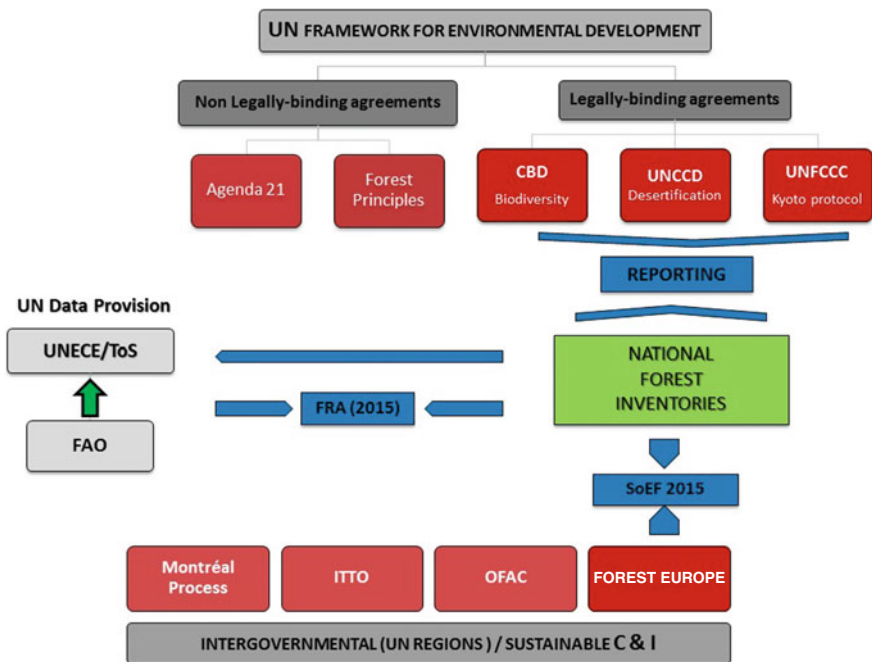 UN FRAMEWORK FOR ENVIRONMENTAL DEVELOPMENT
Non Legally-binding agreements
Legally-binding agreements
Agenda 21
Forest
Principles
CBD
Biodiversity
UNCCD
Desertification
UNFCCC
Kyoto protocol
REPORTING
UN Data Provision
UNECE/ToS
NATIONAL
FOREST
INVENTORIES
FRA (2015)
FAO
SoEF 2015
Montréal
Process
ITTO
OFAC
FOREST EUROPE
INTERGOVERNMENTAL (UN REGIONS ) / SUSTAINABLE C & I